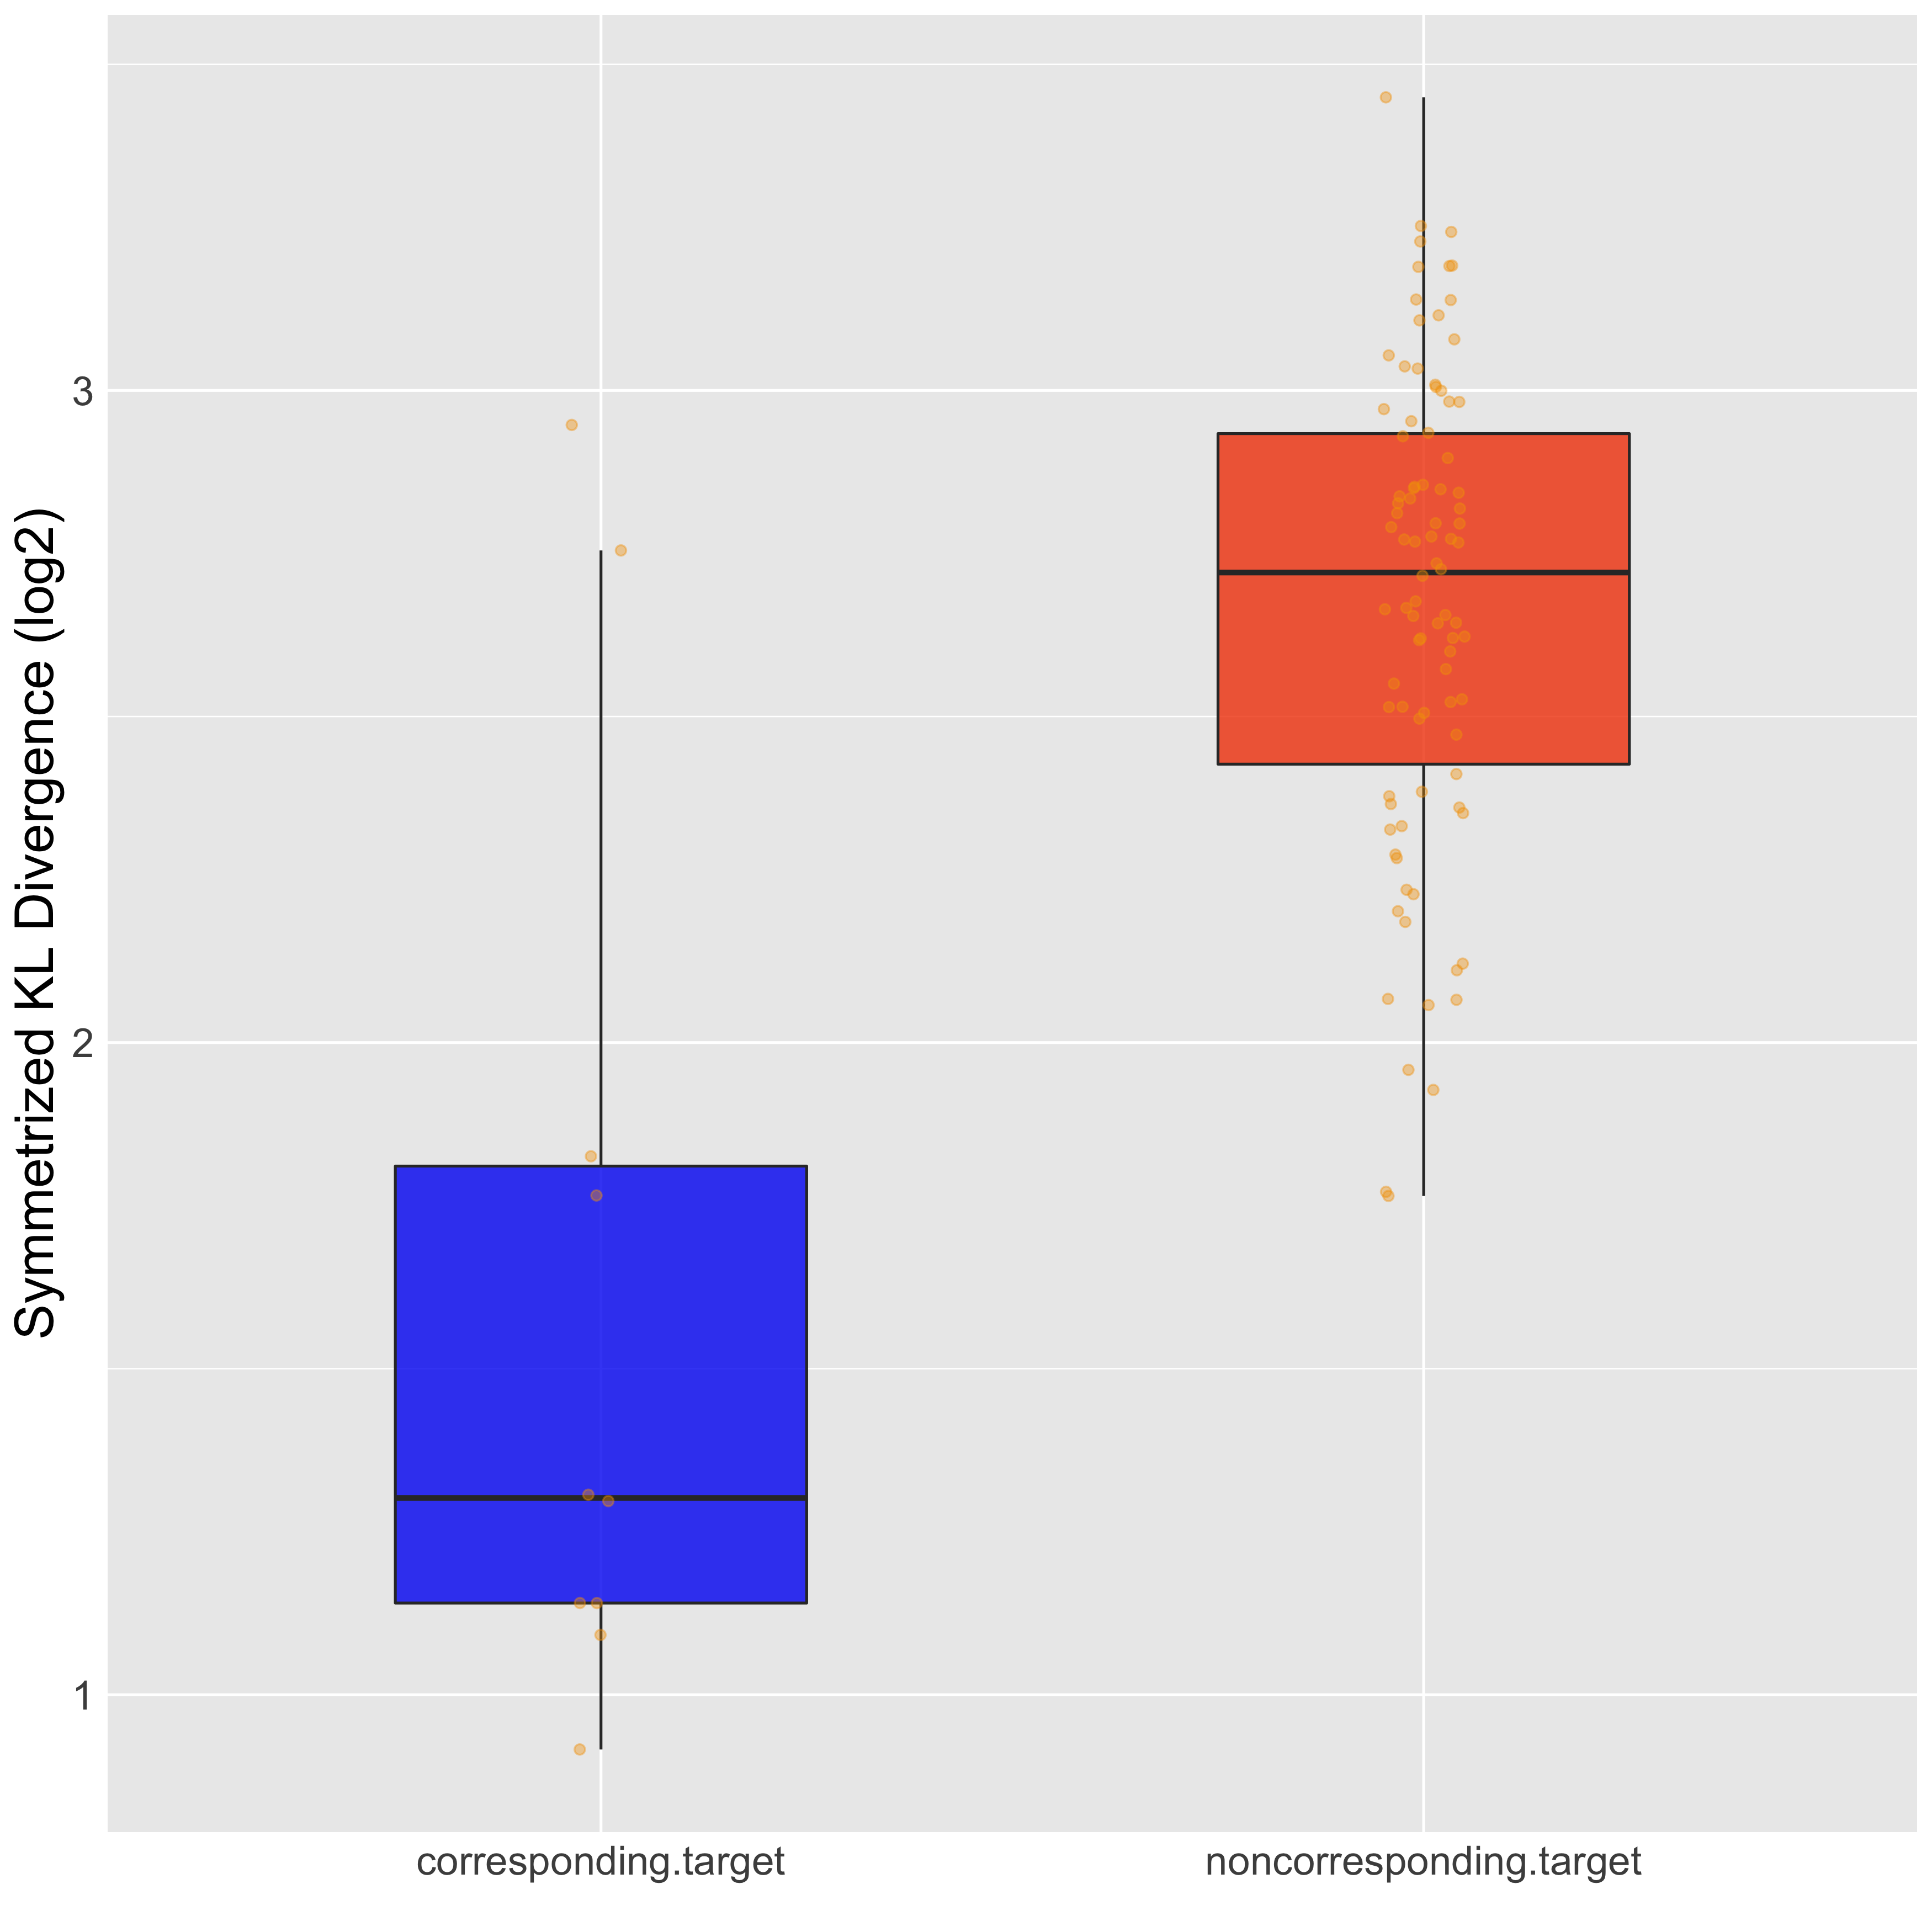 Symmetrized KL Divergence (log2)
3
2
1
corresponding.target
noncorresponding.target